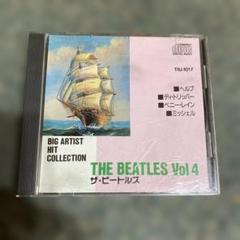 TRJ-1017
■ヘルプ
■デイ・トリッパー
■ペニー・レイン
■ミッシェル
BIG ARTIST
HIT
COLLECTION
THE BEATLES Vol 4
ザ・ビートルズ